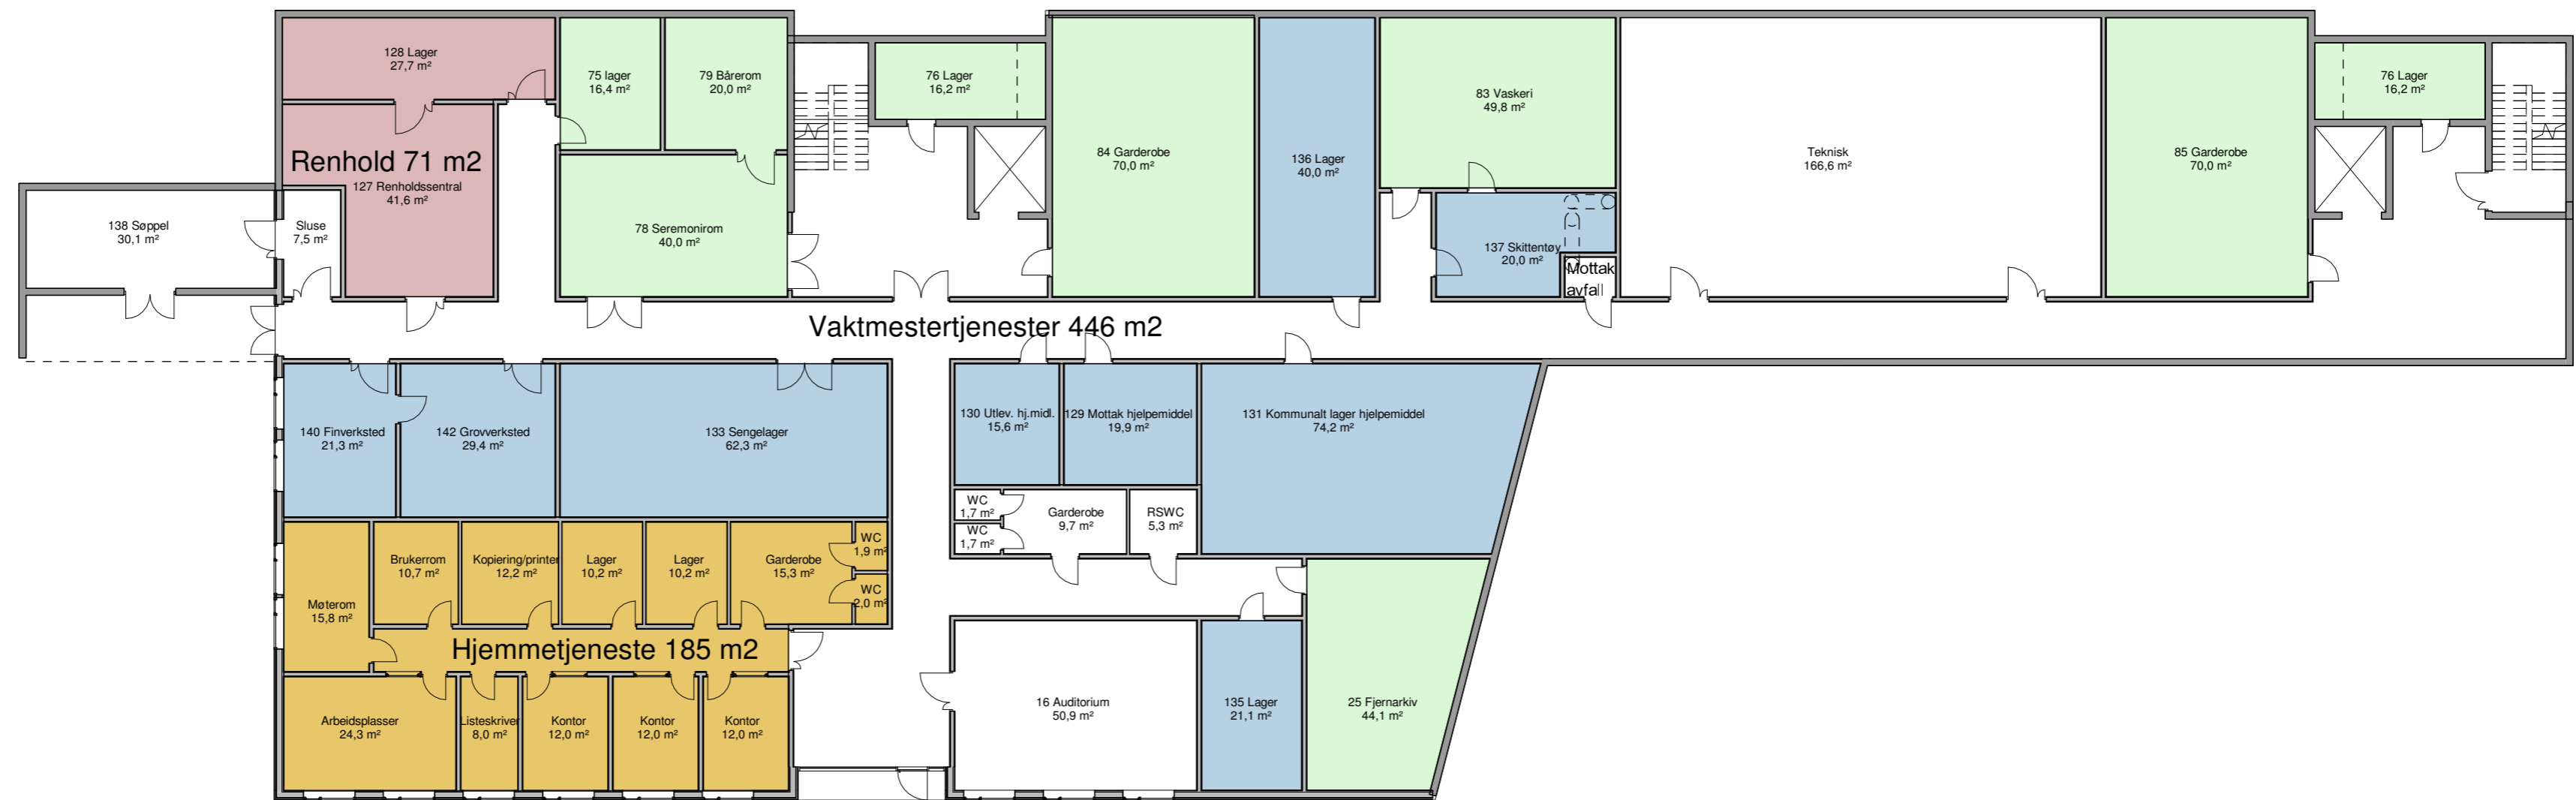 128 Lager
27,7 m²
75 lager
16,4 m²
79 Bårerom
20,0 m²
76 Lager
16,2 m²
84 Garderobe
70,0 m²
136 Lager
40,0 m²
83 Vaskeri
49,8 m²
Teknisk
166,6 m²
85 Garderobe
70,0 m²
76 Lager
16,2 m²
Renhold 71 m2
127 Renholdssentral
41,6 m²
138 Søppel
30,1 m²
Sluse
7,5 m²
78 Seremonirom
40,0 m²
137 Skittentøy
20,0 m²
Mottak
avfall
Vaktmestertjenester 446 m2
140 Finverksted
21,3 m²
142 Grovverksted
29,4 m²
133 Sengelager
62,3 m²
130 Utlev. hj.midl.
15,6 m²
129 Mottak hjelpemiddel
19,9 m²
131 Kommunalt lager hjelpemiddel
74,2 m²
WC
1,7 m²
WC
1,7 m²
Garderobe
9,7 m²
RSWC
5,3 m²
Møterom
15,8 m²
Brukerrom
10,7 m²
Kopiering/printer
12,2 m²
Lager
10,2 m²
Lager
10,2 m²
Garderobe
15,3 m²
WC
1,9 m²
WC
2,0 m²
Hjemmetjeneste 185 m2
Arbeidsplasser
24,3 m²
Listeskriver
8,0 m²
Kontor
12,0 m²
Kontor
12,0 m²
Kontor
12,0 m²
16 Auditorium
50,9 m²
135 Lager
21,1 m²
25 Fjernarkiv
44,1 m²